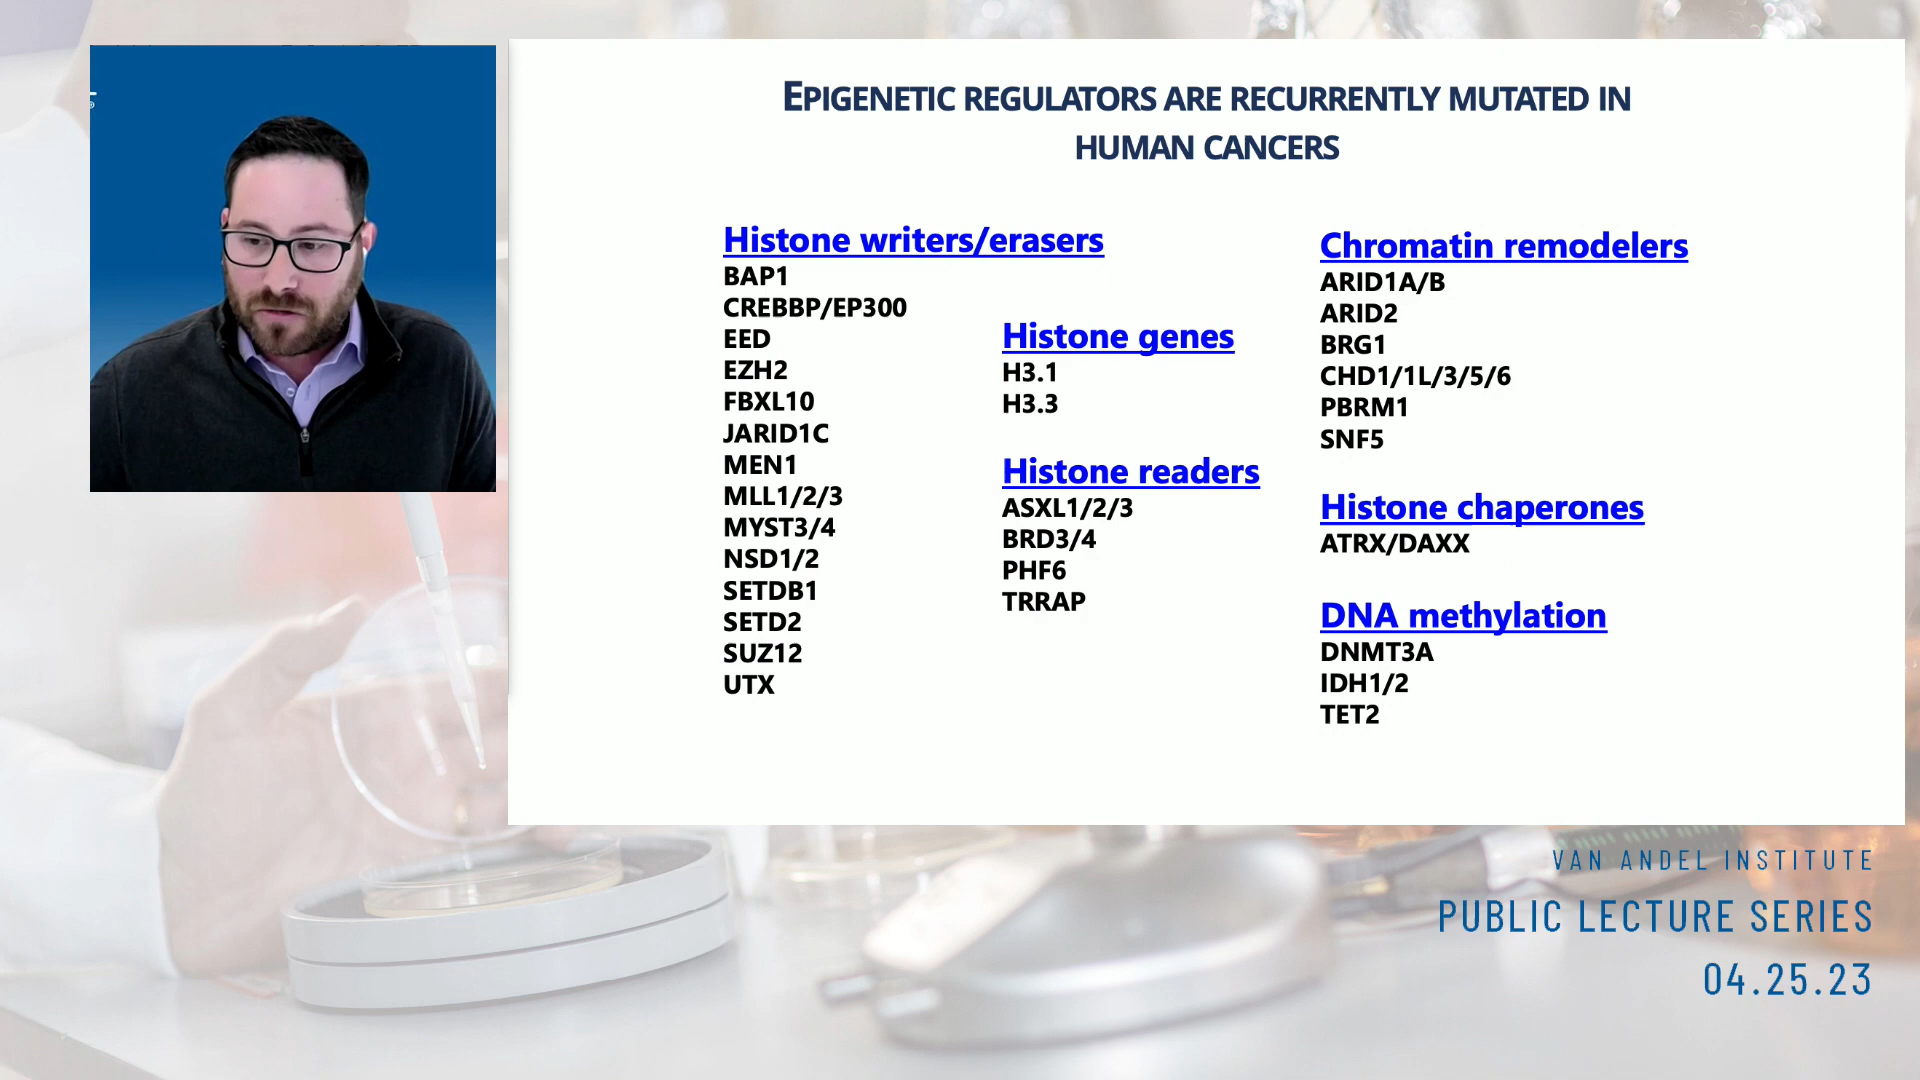 EPIGENETIC REGULATORS ARE RECURRENTLY MUTATED IN
HUMAN CANCERS
Histone writers/erasers
BAP1
CREBBP/EP300
EED
EZH2
FBXL10
JARID1C
MEN1
MLL1/2/3
MYST3/4
NSD1/2
SETDB1
SETD2
SUZ12
UTX
Histone genes
H3.1
H3.3
Histone readers
ASXL1/2/3
BRD3/4
PHF6
TRRAP
Chromatin remodelers
ARID1A/B
ARID2
BRG1
CHD1/1L/3/5/6
PBRM1
SNF5
Histone chaperones
ATRX/DAXX
DNA methylation
DNMT3A
IDH1/2
TET2
VAN ANDEL INSTITUTE
PUBLIC LECTURE SERIES
04.25.23